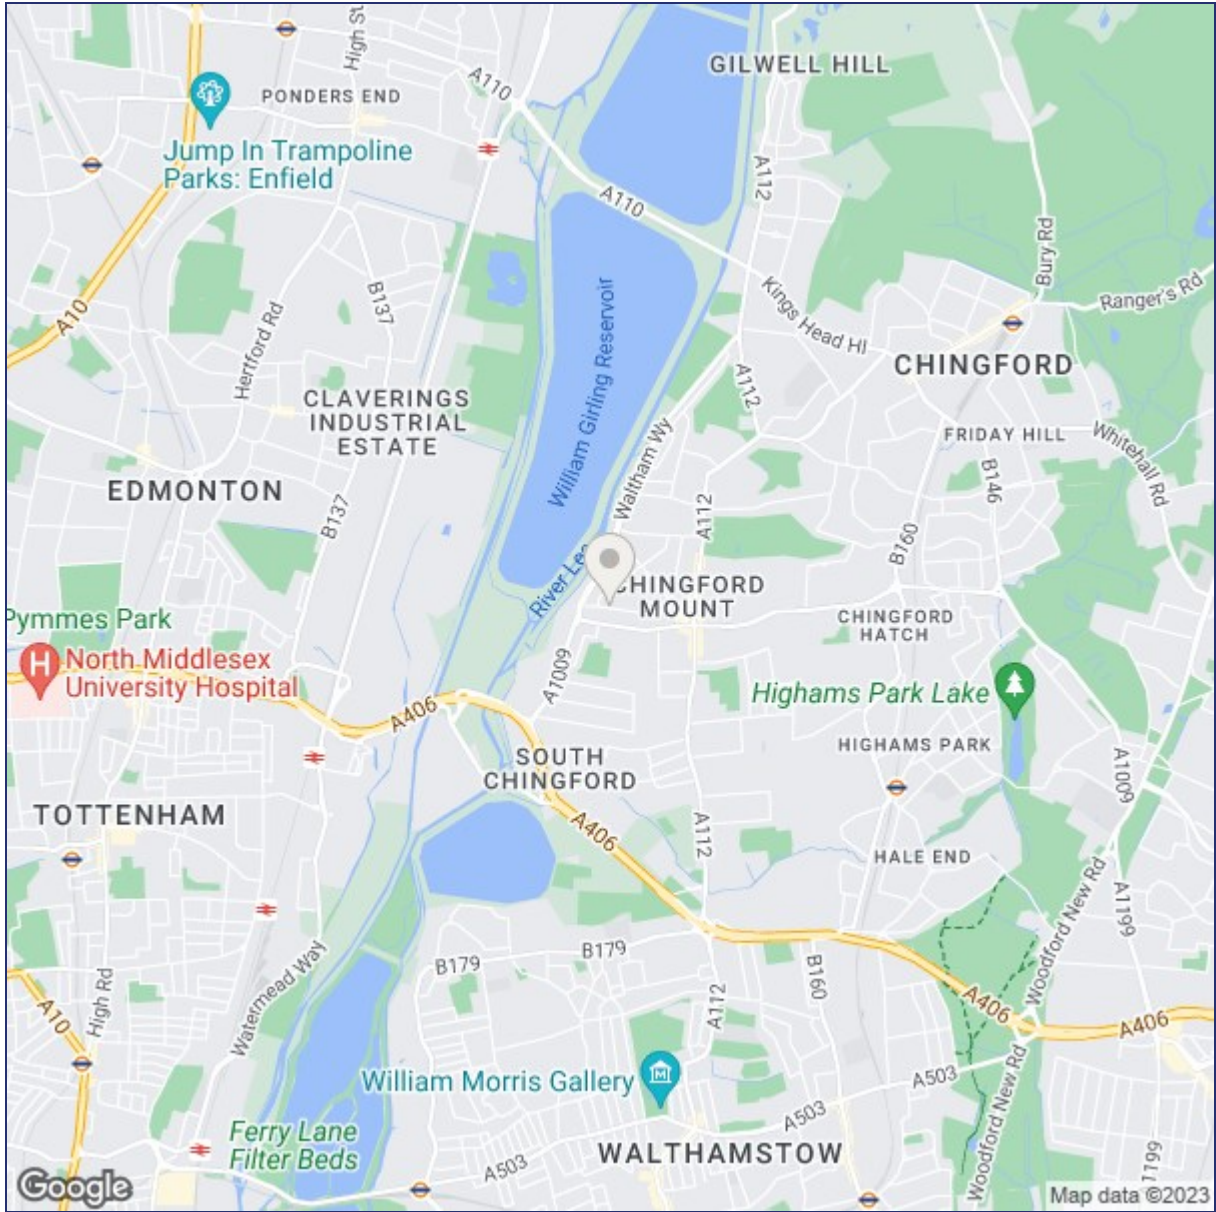 High St
GILWELL HILL
A110
PONDERS END
Jump In Trampoline
Parks: Enfield
A112
A110
Bury Rd
Ranger's Rd
Kings Head Hl
B137
A10
Hertford Rd
William Girling Reservoir
CHINGFORD
A112
CLAVERINGS
INDUSTRIAL
ESTATE
Waltham Wy
FRIDAY HILL
Whitehall Rd
B146
EDMONTON
A112
B137
B160
River Lee
CHINGFORD
MOUNT
CHINGFORD
HATCH
Pymmes Park
North Middlesex
University Hospital
A1009
Highams Park Lake
A406
HIGHAMS PARK
SOUTH
CHINGFORD
A1009
TOTTENHAM
A406
A112
HALE END
Woodford New Rd
A1199
B179
B179
B160
Watermead Way
High Rd
A10
A112
A406
A406
William Morris Gallery
A503
Woodford New Rd
A503
Ferry Lane
Filter Beds
A503
WALTHAMSTOW
1199
Google
Map data ©2023